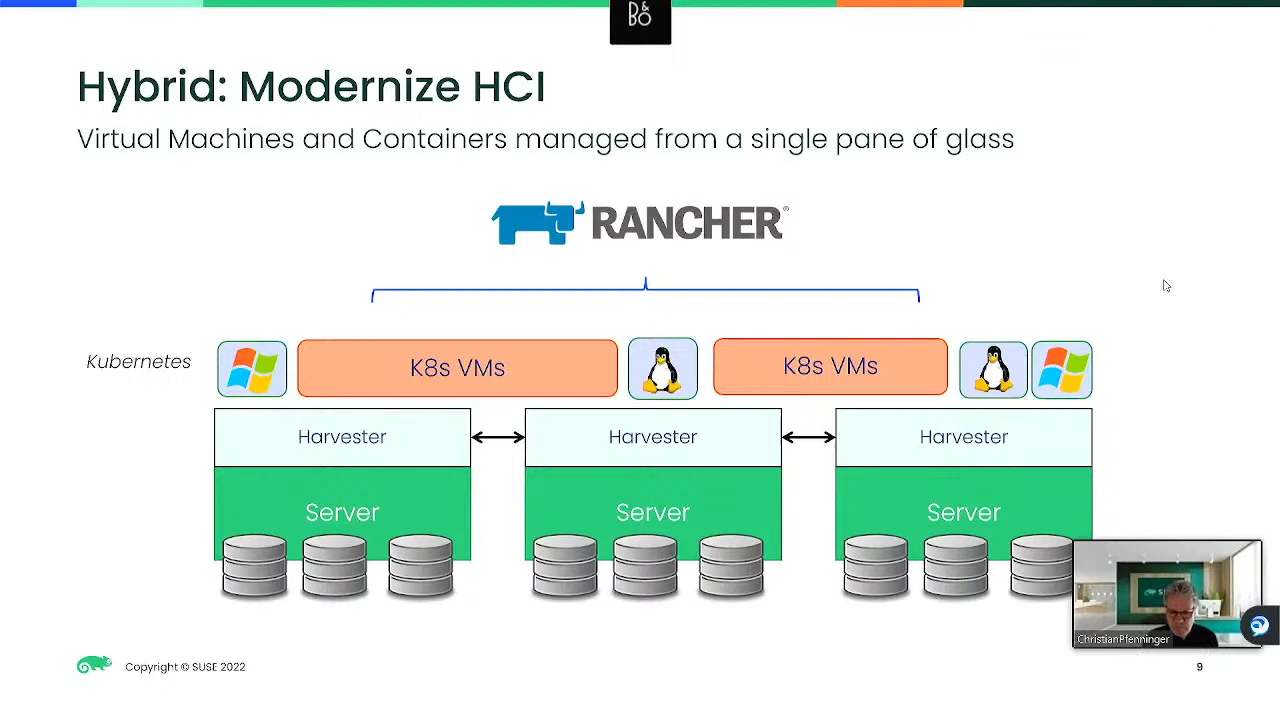 B&O
Hybrid: Modernize HCI
Virtual Machines and Containers managed from a single pane of glass
RANCHER®
Kubernetes
K8s VMs
K8s VMs
Harvester
Harvester
Harvester
Server
Server
Server
ChristianPfenninger
Copyright © SUSE 2022
9